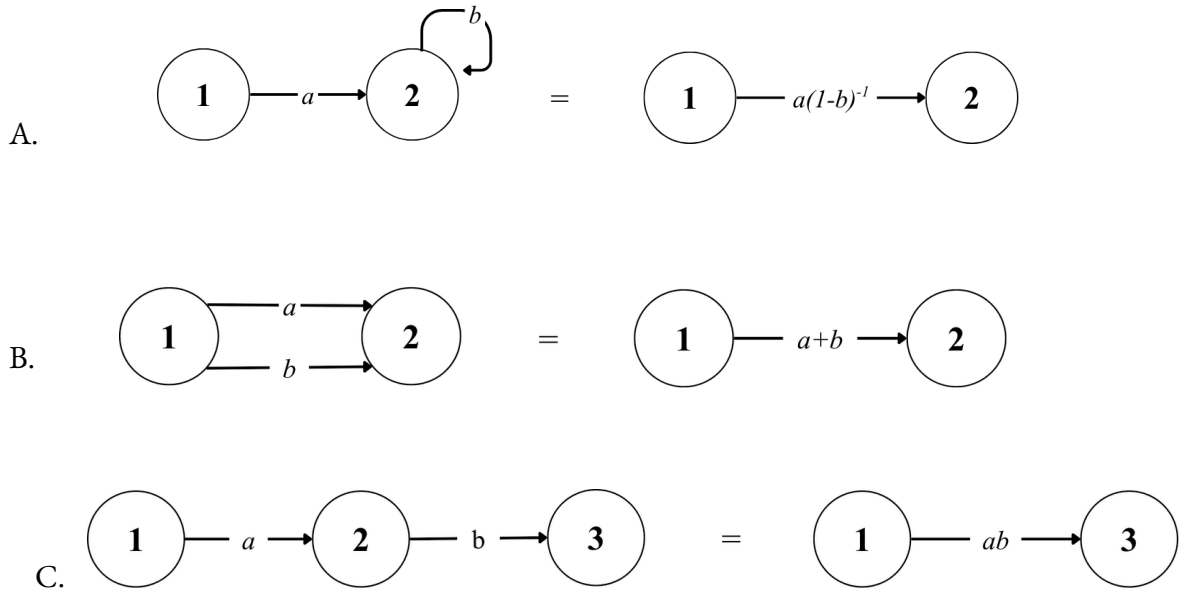 b
1 a 2 = 1 a(1-b)⁻¹ 2
A.
1 a b 2 = 1 a+b 2
B.
1 a 2 b 3 = 1 ab 3
C.